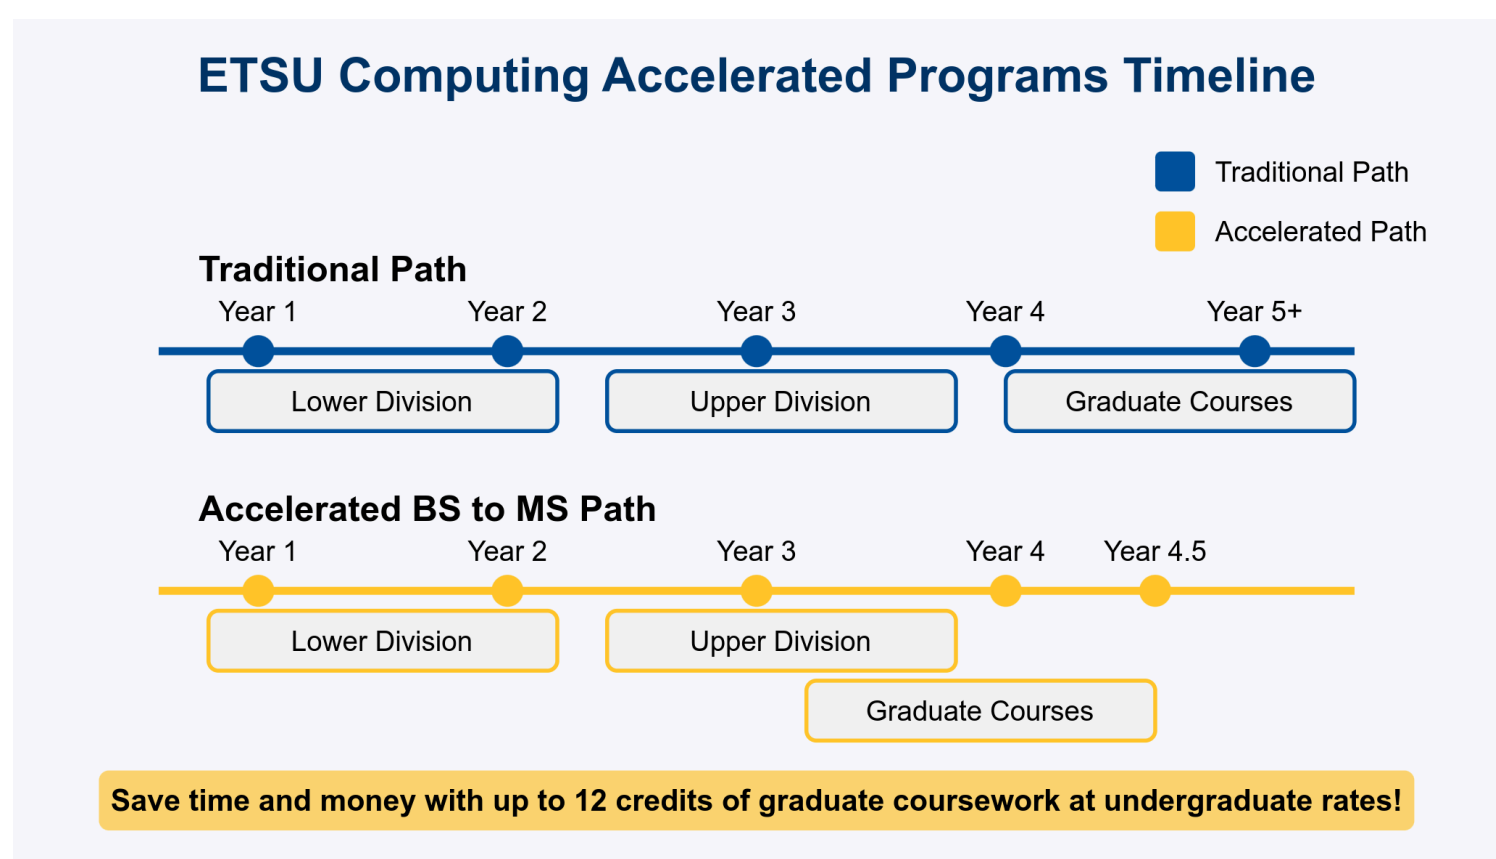 ETSU Computing Accelerated Programs Timeline
Traditional Path
Accelerated Path
Traditional Path
Year 1 Year 2 Year 3 Year 4 Year 5+
Lower Division Upper Division Graduate Courses
Accelerated BS to MS Path
Year 1 Year 2 Year 3 Year 4 Year 4.5
Lower Division Upper Division
Graduate Courses
Save time and money with up to 12 credits of graduate coursework at undergraduate rates!